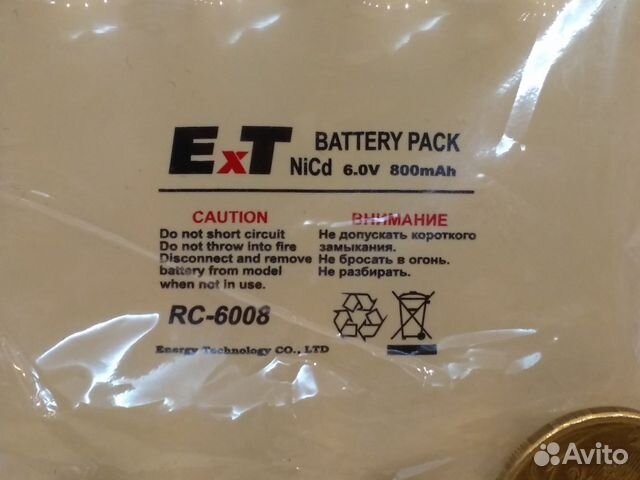 ExT BATTERY PACK
NiCd 6.0V 800mAh
CAUTION
Do not short circuit
Do not throw into fire
Disconnect and remove
battery from model
when not in use.
ВНИМАНИЕ
Не допускать короткого
замыкания.
Не бросать в огонь.
Не разбирать.
RC-6008
Energy Technology CO., LTD
Avito